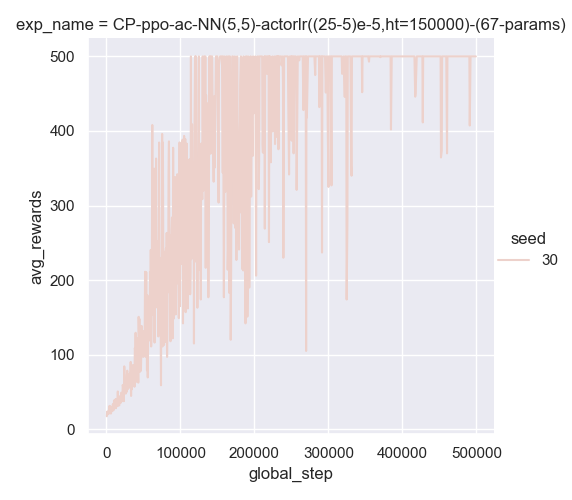 exp_name = CP-ppo-ac-NN(5,5)-actorlr((25-5)e-5,ht=150000)-(67-params)
500
400
300
200
100
0
avg_rewards
0 100000 200000 300000 400000 500000
global_step
seed
30